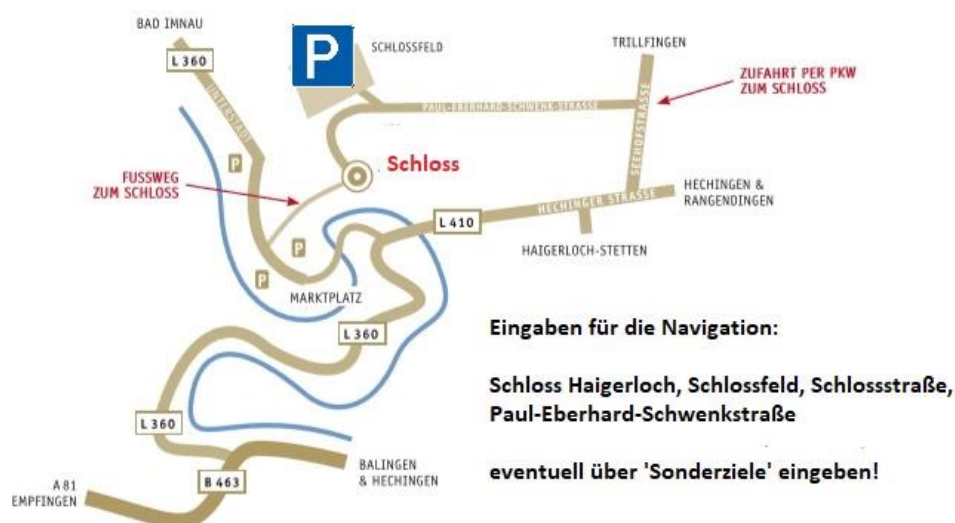 BAD IMNAU
L 360
UNTERSTADT
P
SCHLOSSFELD
TRILLFINGEN
ZUFAHRT PER PKW
ZUM SCHLOSS
PAUL-EBERHARD-SCHWENK-STRASSE
SEEHOFSTRASSE
P
Schloss
FUSSWEG
ZUM SCHLOSS
HECHINGEN &
RANGENDINGEN
HECHINGER STRASSE
L 410
HAIGERLOCH-STETTEN
P
P
MARKTPLATZ
L 360
Eingaben für die Navigation:
Schloss Haigerloch, Schlossfeld, Schlossstraße,
Paul-Eberhard-Schwenkstraße
eventuell über 'Sonderziele' eingeben!
L 360
BALINGEN
& HECHINGEN
B 463
A 81
EMPFINGEN